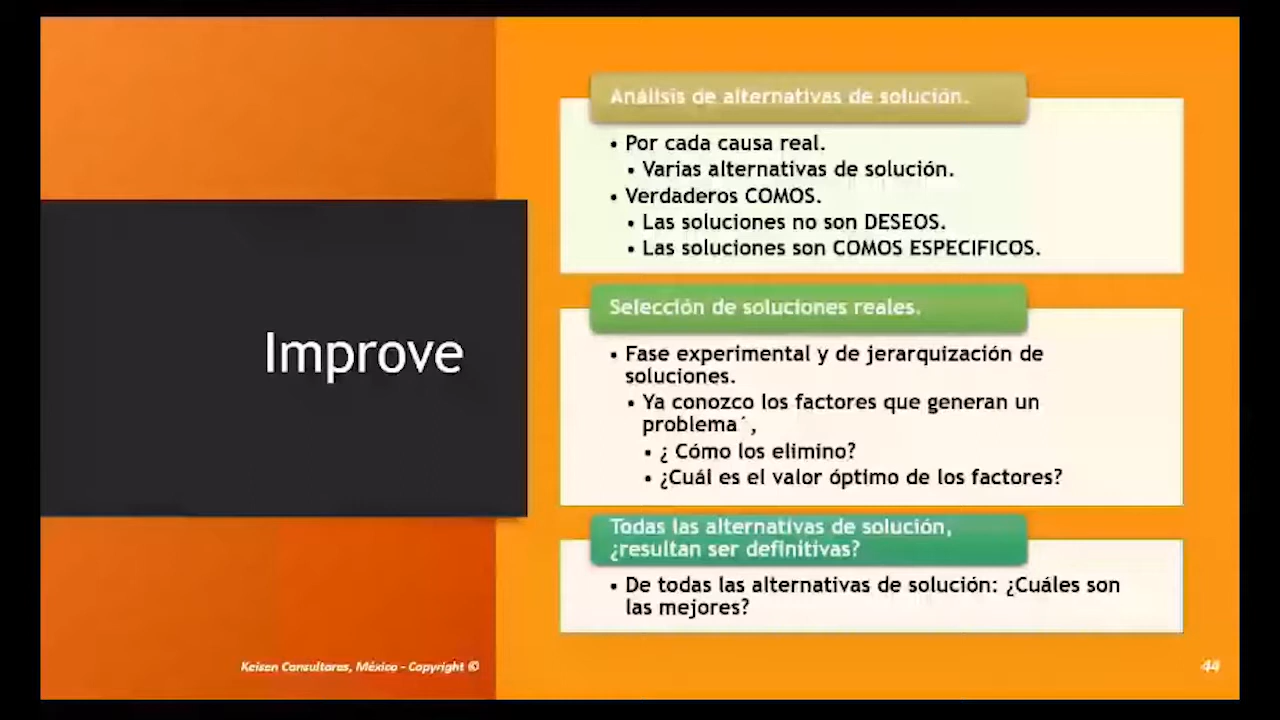 Improve
Análisis de alternativas de solución.
• Por cada causa real.
• Varias alternativas de solución.
• Verdaderos COMOS.
• Las soluciones no son DESEOS.
• Las soluciones son COMOS ESPECIFICOS.
Selección de soluciones reales.
• Fase experimental y de jerarquización de
soluciones.
• Ya conozco los factores que generan un
problema´,
• ¿ Cómo los elimino?
• ¿Cuál es el valor óptimo de los factores?
Todas las alternativas de solución,
¿resultan ser definitivas?
• De todas las alternativas de solución: ¿Cuáles son
las mejores?
Keisen Consultores, México - Copyright ©
44